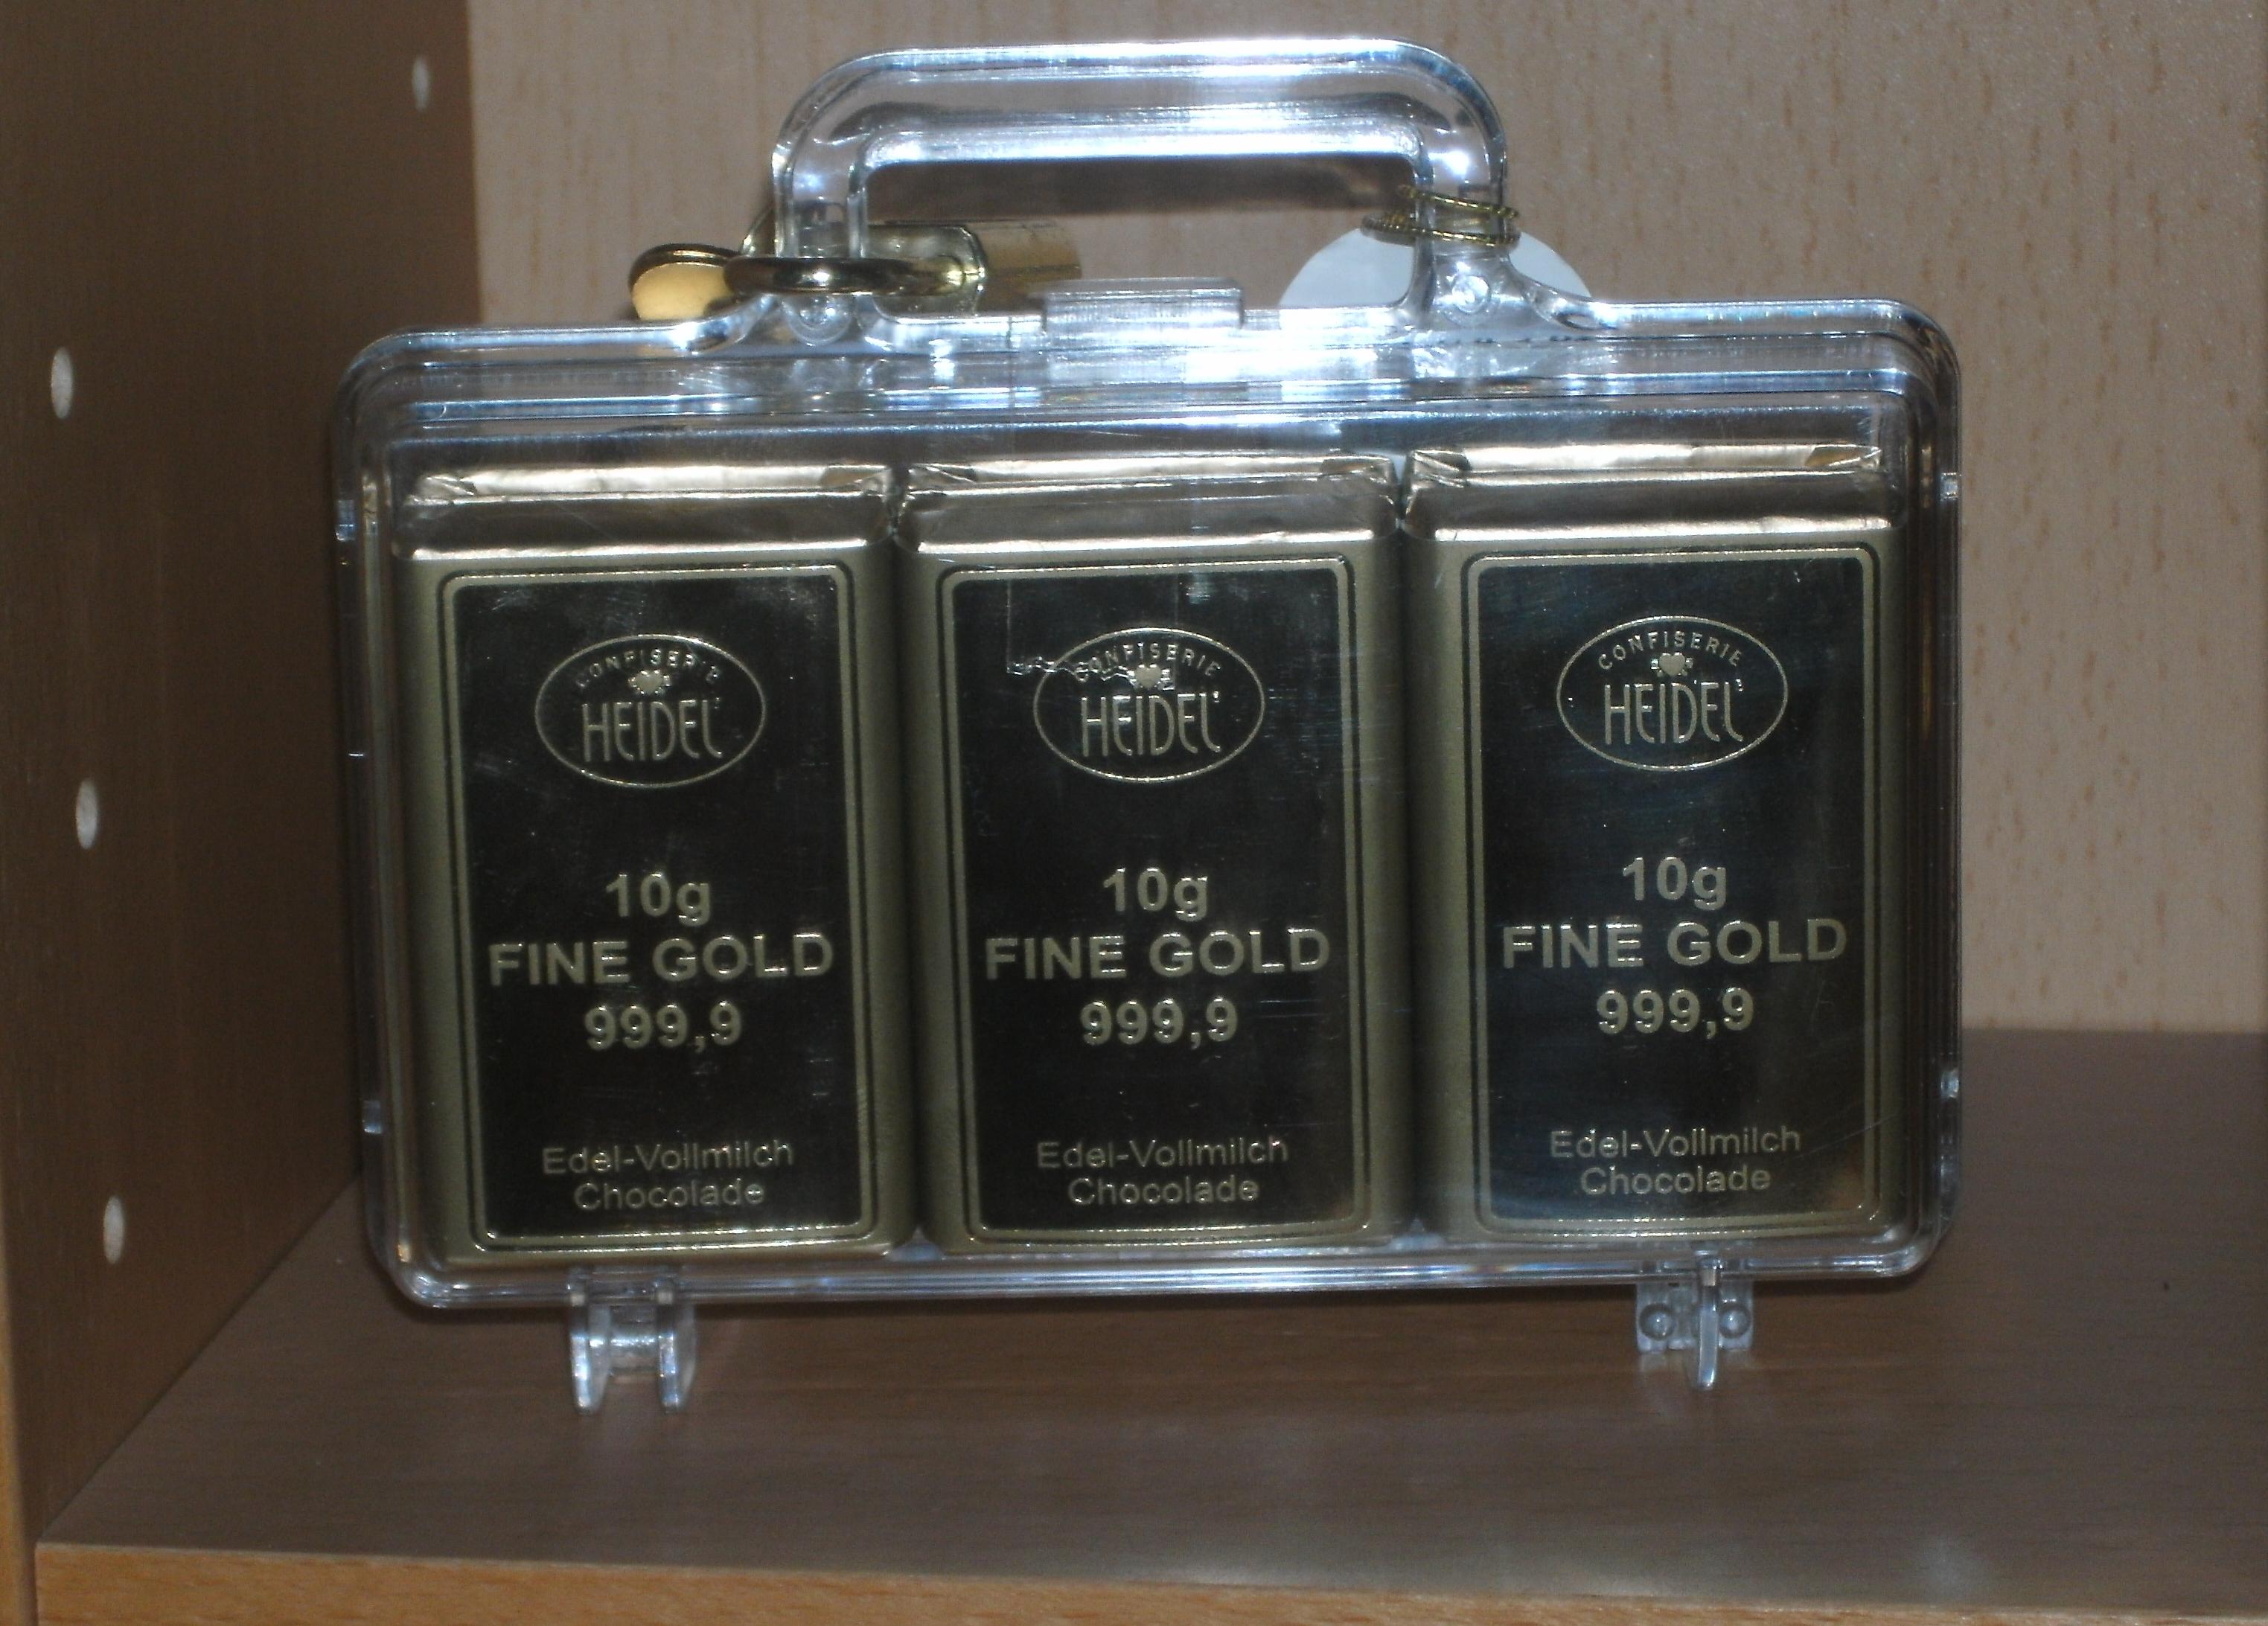 CONFISERIE
HEIDEL
10g
FINE GOLD
999,9
Edel-Vollmilch
Chocolade
CONFISERIE
HEIDEL
10g
FINE GOLD
999,9
Edel-Vollmilch
Chocolade
CONFISERIE
HEIDEL
10g
FINE GOLD
999,9
Edel-Vollmilch
Chocolade